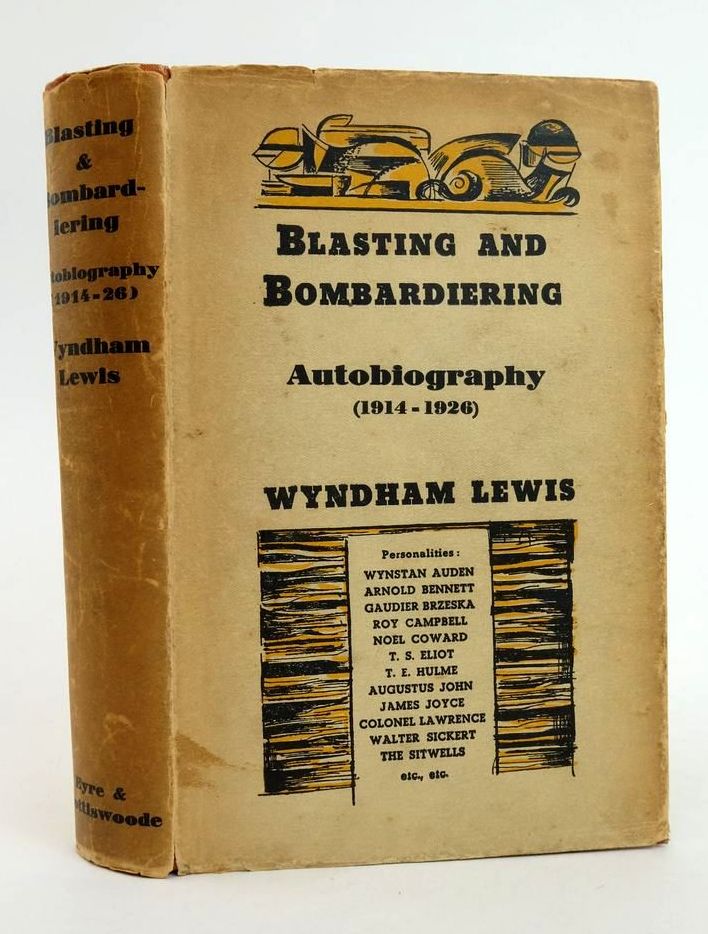 Blasting
&
Bombard-
iering
Autobiography
(1914-26)
Wyndham
Lewis
Eyre &
Spottiswoode
BLASTING AND
BOMBARDIERING
Autobiography
(1914-1926)
WYNDHAM LEWIS
Personalities:
WYNSTAN AUDEN
ARNOLD BENNETT
GAUDIER BRZESKA
ROY CAMPBELL
NOEL COWARD
T. S. ELIOT
T. E. HULME
AUGUSTUS JOHN
JAMES JOYCE
COLONEL LAWRENCE
WALTER SICKERT
THE SITWELLS
etc., etc.